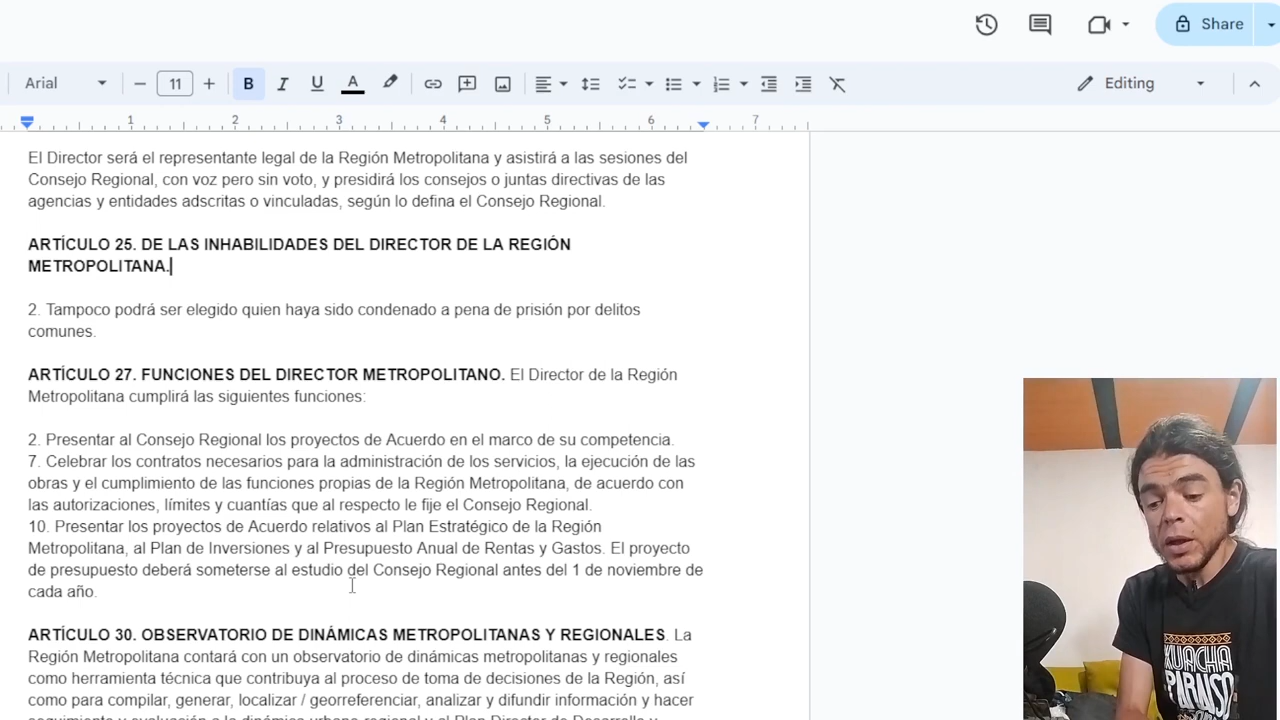 Share
Arial
11
B
I
U
A
Editing
1 2 3 4 5 6 7
El Director será el representante legal de la Región Metropolitana y asistirá a las sesiones del
Consejo Regional, con voz pero sin voto, y presidirá los consejos o juntas directivas de las
agencias y entidades adscritas o vinculadas, según lo defina el Consejo Regional.
ARTÍCULO 25. DE LAS INHABILIDADES DEL DIRECTOR DE LA REGIÓN
METROPOLITANA.
2. Tampoco podrá ser elegido quien haya sido condenado a pena de prisión por delitos
comunes.
ARTÍCULO 27. FUNCIONES DEL DIRECTOR METROPOLITANO. El Director de la Región
Metropolitana cumplirá las siguientes funciones:
2. Presentar al Consejo Regional los proyectos de Acuerdo en el marco de su competencia.
7. Celebrar los contratos necesarios para la administración de los servicios, la ejecución de las
obras y el cumplimiento de las funciones propias de la Región Metropolitana, de acuerdo con
las autorizaciones, límites y cuantías que al respecto le fije el Consejo Regional.
10. Presentar los proyectos de Acuerdo relativos al Plan Estratégico de la Región
Metropolitana, al Plan de Inversiones y al Presupuesto Anual de Rentas y Gastos. El proyecto
de presupuesto deberá someterse al estudio del Consejo Regional antes del 1 de noviembre de
cada año.
ARTÍCULO 30. OBSERVATORIO DE DINÁMICAS METROPOLITANAS Y REGIONALES. La
Región Metropolitana contará con un observatorio de dinámicas metropolitanas y regionales
como herramienta técnica que contribuya al proceso de toma de decisiones de la Región, así
como para compilar, generar, localizar / georreferenciar, analizar y difundir información y hacer
seguimiento y evaluación a la dinámica urbano regional y al Plan Director de Desarrollo y